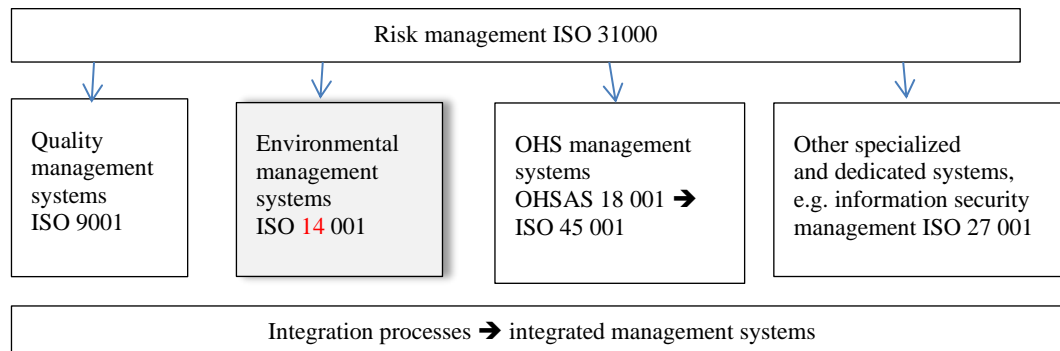 Risk management ISO 31000
Quality
management
systems
ISO 9001
Environmental
management
systems
ISO 14 001
OHS management
systems
OHSAS 18 001 ➔
ISO 45 001
Other specialized
and dedicated systems,
e.g. information security
management ISO 27 001
Integration processes ➔ integrated management systems